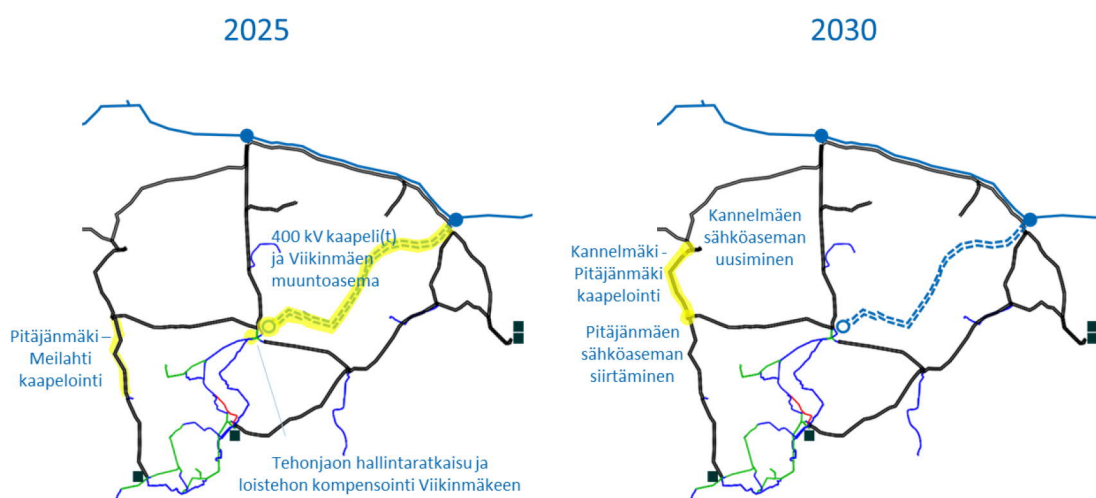 2025
2030
400 kV kaapeli(t)
ja Viikinmäen
muuntoasema
Pitäjänmäki –
Meilahti
kaapelointi
Tehonjaon hallintaratkaisu ja
loistehon kompensointi Viikinmäkeen
Kannelmäen
sähköaseman
uusiminen
Kannelmäki -
Pitäjänmäki
kaapelointi
Pitäjänmäen
sähköaseman
siirtäminen